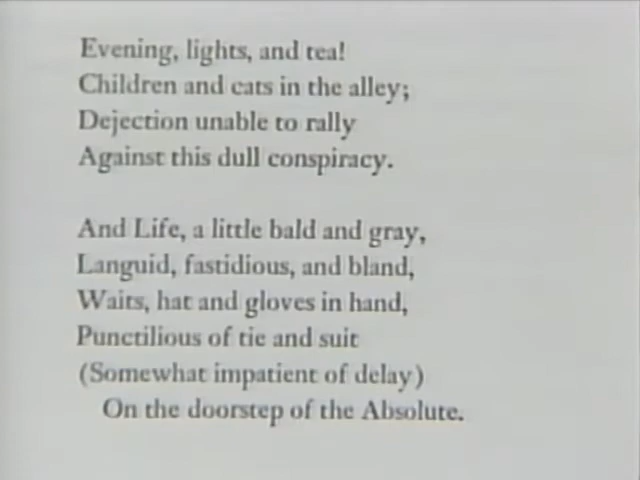 Evening, lights, and tea!
Children and cats in the alley;
Dejection unable to rally
Against this dull conspiracy.
And Life, a little bald and gray,
Languid, fastidious, and bland,
Waits, hat and gloves in hand,
Punctilious of tie and suit
(Somewhat impatient of delay)
On the doorstep of the Absolute.